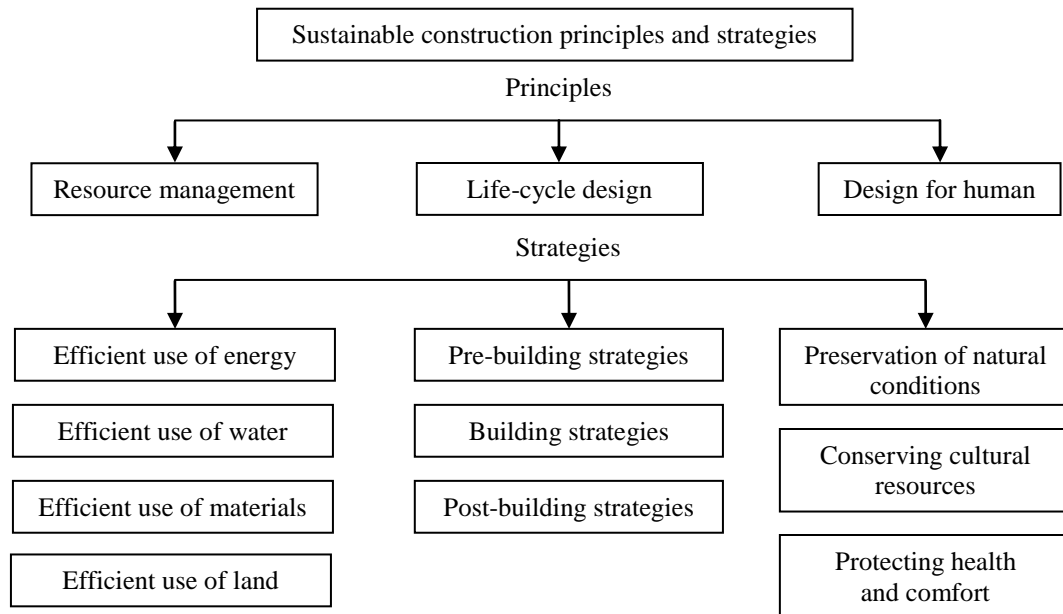 Sustainable construction principles and strategies
Principles
Resource management
Life-cycle design
Design for human
Strategies
Efficient use of energy
Efficient use of water
Efficient use of materials
Efficient use of land
Pre-building strategies
Building strategies
Post-building strategies
Preservation of natural
conditions
Conserving cultural
resources
Protecting health
and comfort